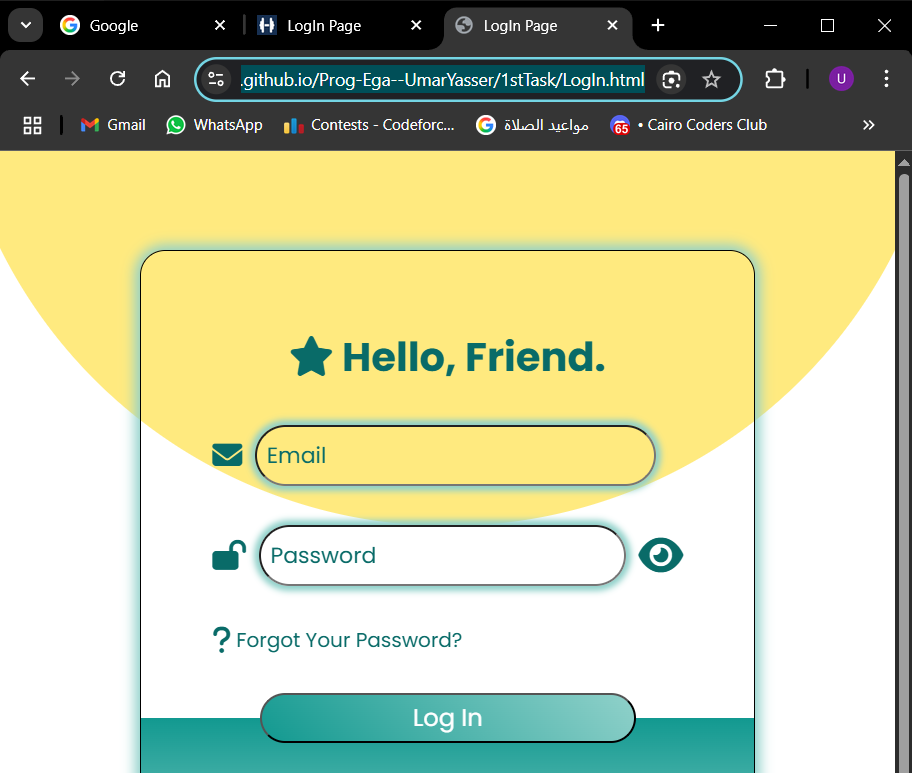 Google
LogIn Page
LogIn Page
.github.io/Prog-Ega--UmarYasser/1stTask/LogIn.html
U
Gmail
WhatsApp
Contests - Codeforc...
مواعيد الصلاة
65
• Cairo Coders Club
Hello, Friend.
Email
Password
? Forgot Your Password?
Log In